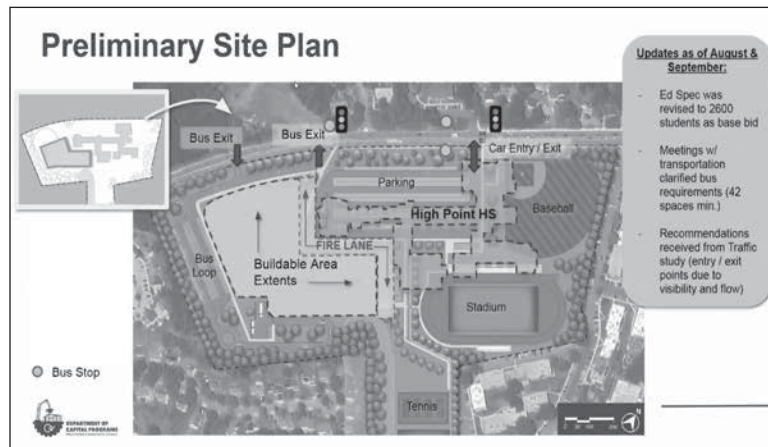 Preliminary Site Plan
Updates as of August &
September:
- Ed Spec was
revised to 2600
students as base bid
- Meetings w/
transportation
clarified bus
requirements (42
spaces min.)
- Recommendations
received from Traffic
study (entry / exit
points due to
visibility and flow)
Bus Exit
Bus Exit
Car Entry / Exit
Parking
High Point HS
Baseball
FIRE LANE
Bus
Loop
Buildable Area
Extents
Stadium
Tennis
Bus Stop
DEPARTMENT OF
CAPITAL PROGRAMS